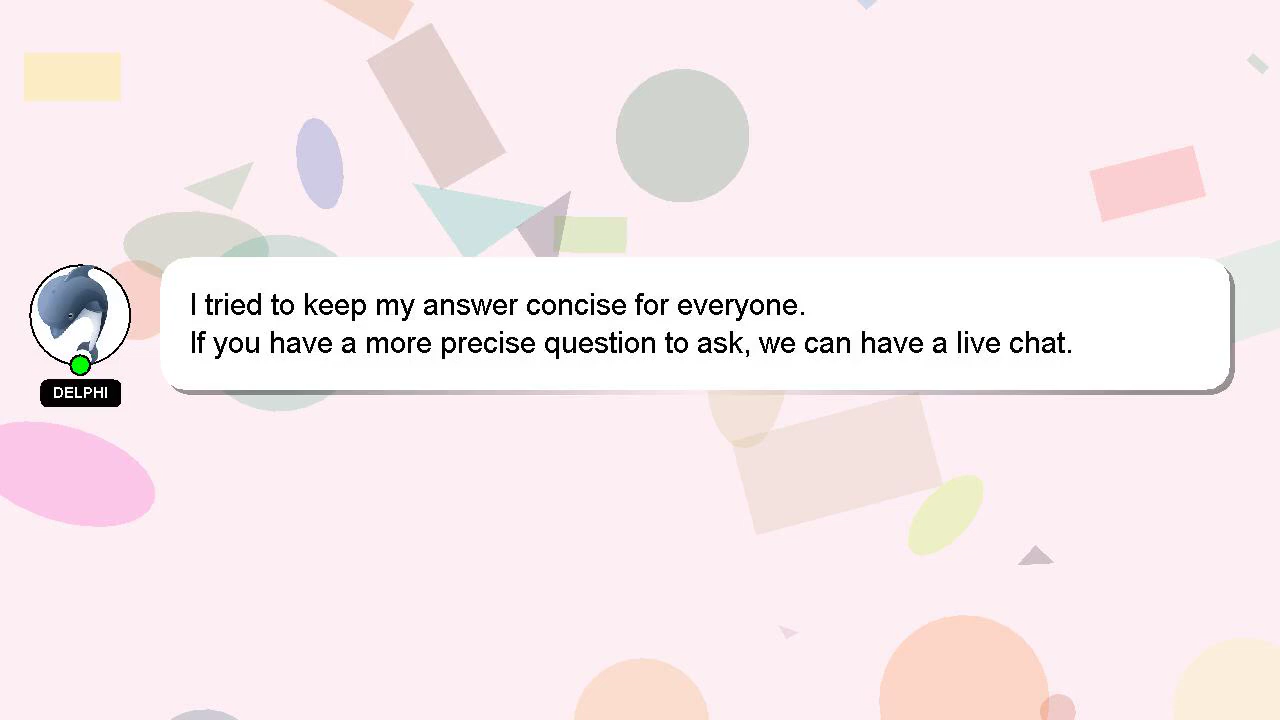 I tried to keep my answer concise for everyone.
If you have a more precise question to ask, we can have a live chat.
DELPHI